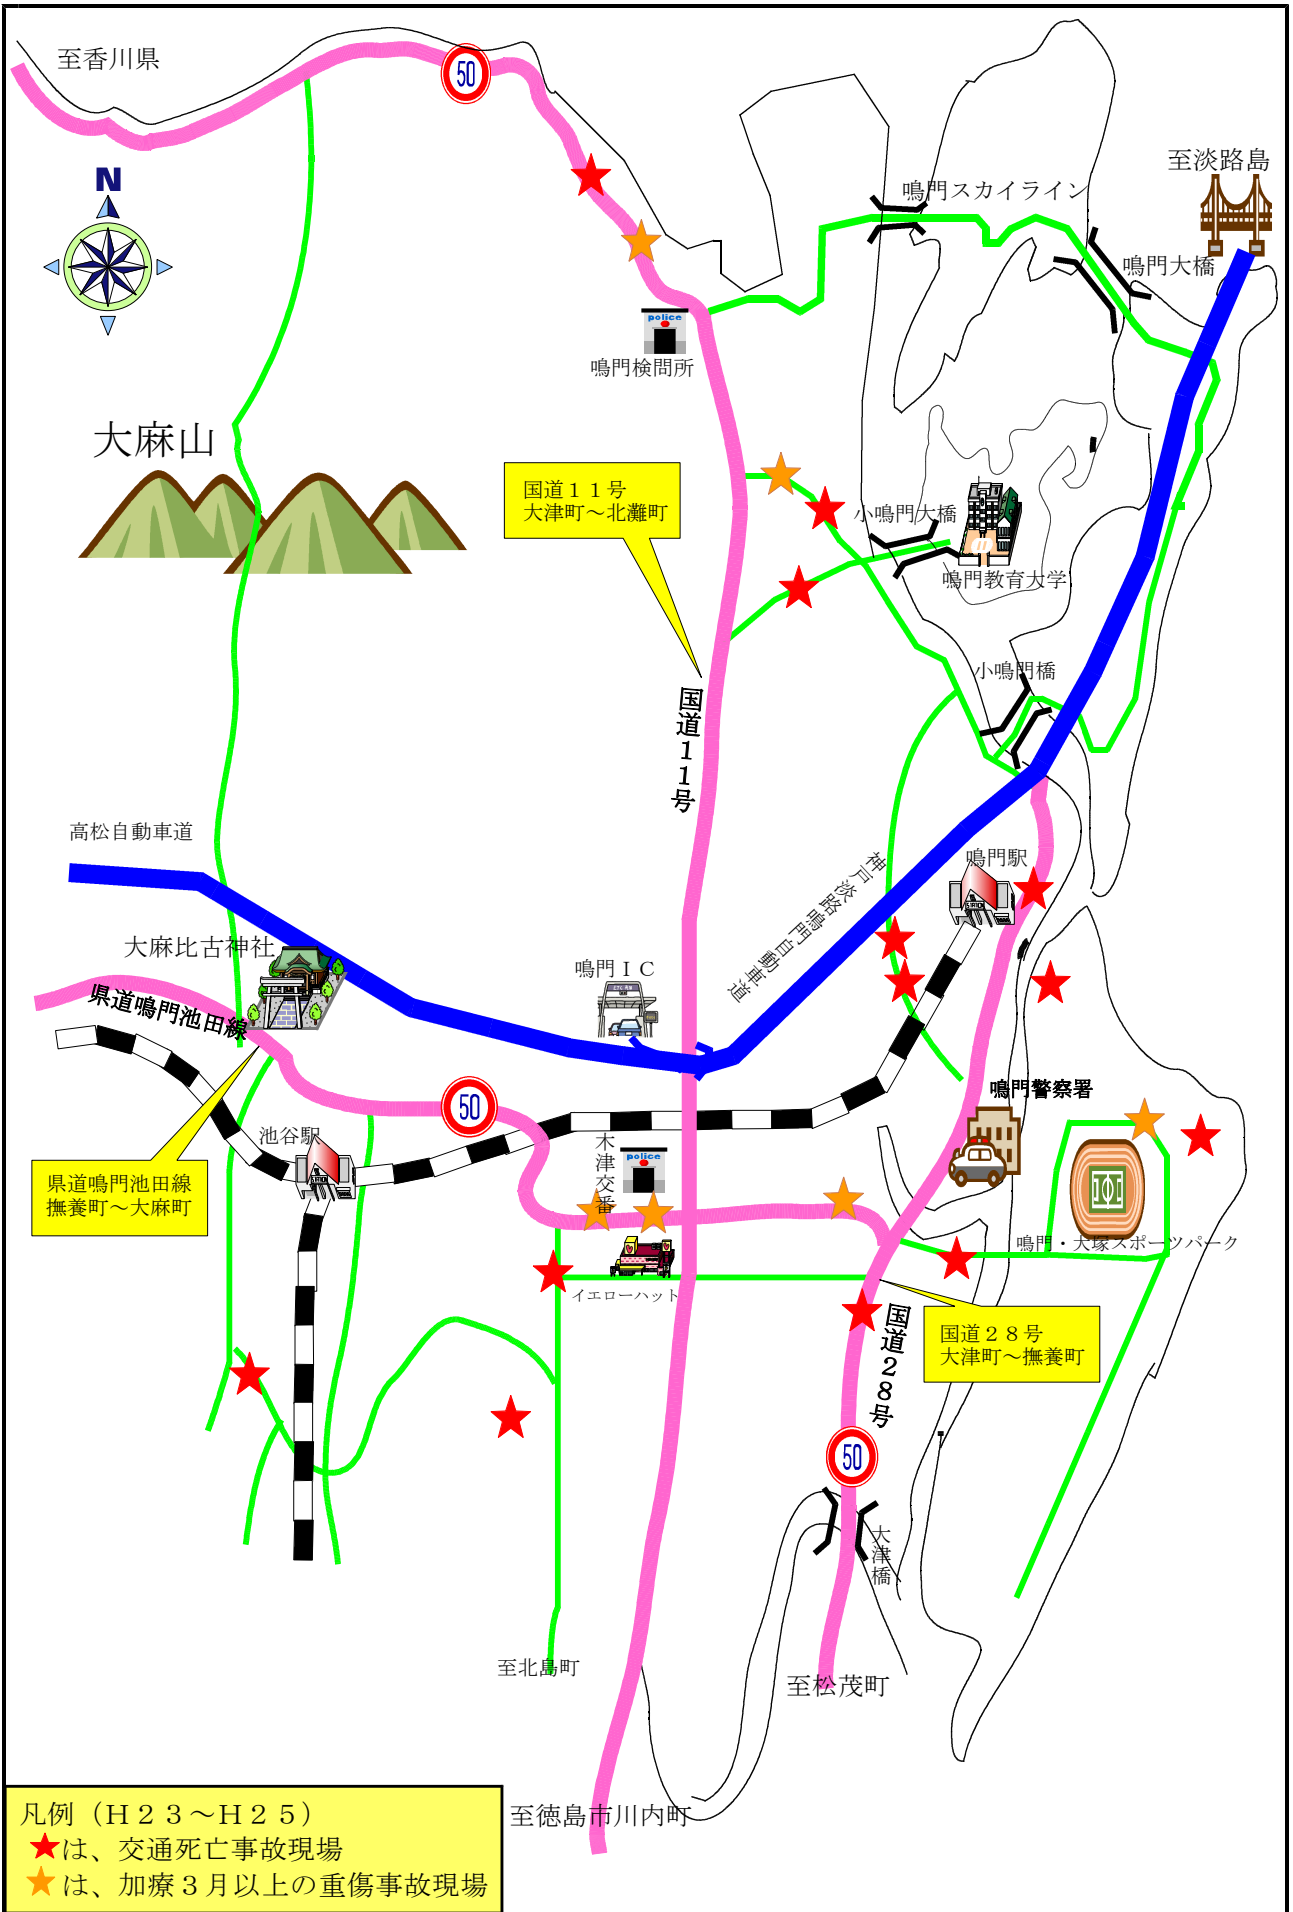 至香川県
50
至淡路島
N
鳴門スカイライン
鳴門大橋
police
鳴門検問所
大麻山
国道１１号
大津町～北灘町
小鳴門大橋
鳴門教育大学
小鳴門橋
国道11号
高松自動車道
鳴門駅
STATION
神戸淡路鳴門自動車道
大麻比古神社
鳴門ＩＣ
県道鳴門池田線
鳴門警察署
50
池谷駅
STATION
木津交番
police
県道鳴門池田線
撫養町～大麻町
鳴門・大塚スポーツパーク
イエローハット
国道28号
国道２８号
大津町～撫養町
50
大津橋
至北島町
至松茂町
至徳島市川内町
凡例（Ｈ２３～Ｈ２５）
★は、交通死亡事故現場
★は、加療３月以上の重傷事故現場